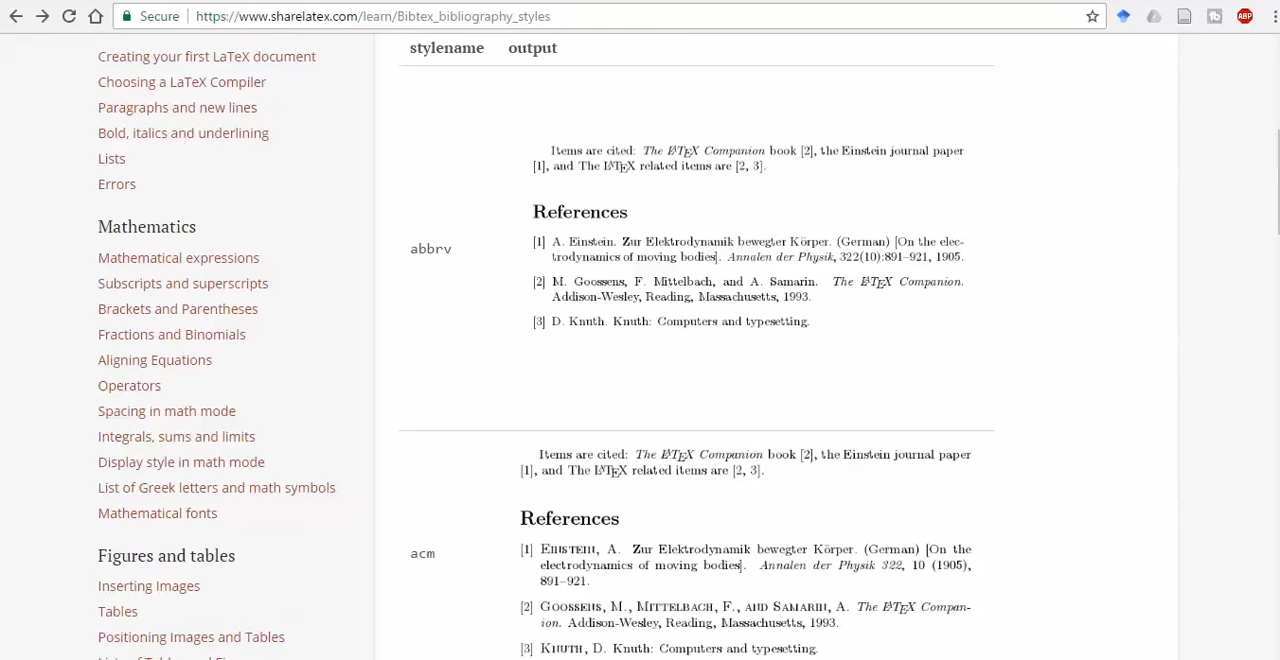 Secure https://www.sharelatex.com/learn/Bibtex_bibliography_styles
ABP
Creating your first LaTeX document
Choosing a LaTeX Compiler
Paragraphs and new lines
Bold, italics and underlining
Lists
Errors
Mathematics
Mathematical expressions
Subscripts and superscripts
Brackets and Parentheses
Fractions and Binomials
Aligning Equations
Operators
Spacing in math mode
Integrals, sums and limits
Display style in math mode
List of Greek letters and math symbols
Mathematical fonts
Figures and tables
Inserting Images
Tables
Positioning Images and Tables
stylename output
abbrv
Items are cited: The LATEX Companion book [2], the Einstein journal paper
[1], and The LATEX related items are [2, 3].
References
[1] A. Einstein. Zur Elektrodynamik bewegter Körper. (German) [On the elec-
trodynamics of moving bodies]. Annalen der Physik, 322(10):891–921, 1905.
[2] M. Goossens, F. Mittelbach, and A. Samarin. The LATEX Companion.
Addison-Wesley, Reading, Massachusetts, 1993.
[3] D. Knuth. Knuth: Computers and typesetting.
acm
Items are cited: The LATEX Companion book [2], the Einstein journal paper
[1], and The LATEX related items are [2, 3].
References
[1] EINSTEIN, A. Zur Elektrodynamik bewegter Körper. (German) [On the
electrodynamics of moving bodies]. Annalen der Physik 322, 10 (1905),
891–921.
[2] GOOSSENS, M., MITTELBACH, F., AND SAMARIN, A. The LATEX Compan-
ion. Addison-Wesley, Reading, Massachusetts, 1993.
[3] KNUTH, D. Knuth: Computers and typesetting.